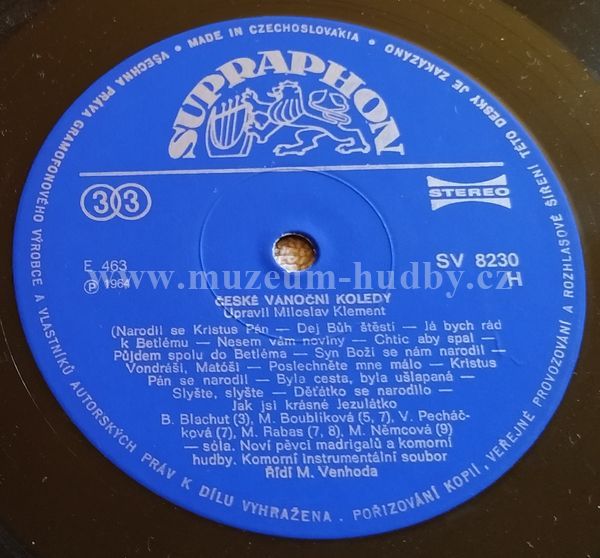 VŠECHNA PRÁVA GRAMOFONOVÉHO VÝROBCE A VLASTNÍKŮ AUTORSKÝCH PRÁV K DÍLU VYHRAŽENA . POŘIZOVÁNÍ KOPIÍ, VEŘEJNÉ PROVOZOVÁNÍ A ROZHLASOVÉ ŠÍŘENÍ TÉTO DESKY JE ZAKÁZÁNO • MADE IN CZECHOSLOVAKIA •
SUPRAPHON
33
STEREO
E 463
SV 8230
Ⓟ 1964
H
www.muzeum-hudby.cz
ČESKÉ VÁNOČNÍ KOLEDY
Upravil Miloslav Klement
(Narodil se Kristus Pán — Dej Bůh štěstí — Já bych rád
k Betlému — Nesem vám noviny — Chtíc aby spal —
Půjdem spolu do Betléma — Syn Boží se nám narodil —
Vondráši, Matóši — Poslechněte mne málo — Kristus
Pán se narodil — Byla cesta, byla ušlapaná —
Slyšte, slyšte — Děťátko se narodilo —
Jak jsi krásné Jezulátko)
B. Blachut (3), M. Boubliková (5, 7), V. Pecháč-
ková (7), M. Rabas (7, 8), M. Němcová (9)
— sóla. Noví pěvci madrigalů a komorní
hudby. Komorní instrumentální soubor
Řídí M. Venhoda